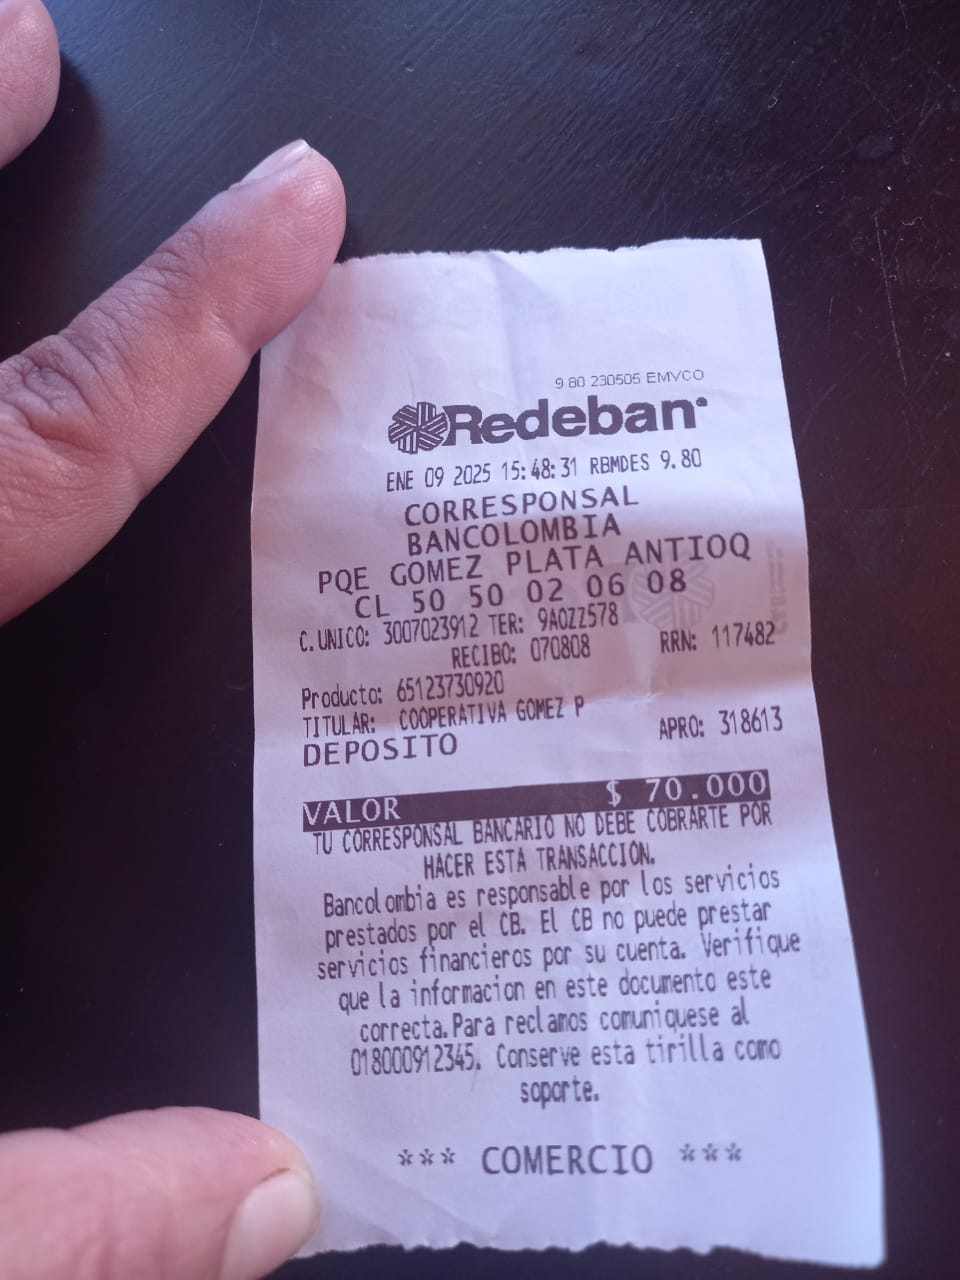 9 80 230505 EMVCO
Redeban
ENE 09 2025 15:48:31 RBMDES 9.80
CORRESPONSAL
BANCOLOMBIA
PQE GOMEZ PLATA ANTIOQ
CL 50 50 02 06 08
C.UNICO: 3007023912 TER: 9AOZZ578
RECIBO: 070808 RRN: 117482
Producto: 65123730920
TITULAR: COOPERATIVA GOMEZ P
DEPOSITO APRO: 318613
VALOR $ 70.000
TU CORRESPONSAL BANCARIO NO DEBE COBRARTE POR
HACER ESTA TRANSACCION.
Bancolombia es responsable por los servicios
prestados por el CB. El CB no puede prestar
servicios financieros por su cuenta. Verifique
que la informacion en este documento este
correcta.Para reclamos comuniquese al
018000912345. Conserve esta tirilla como
soporte.
*** COMERCIO ***